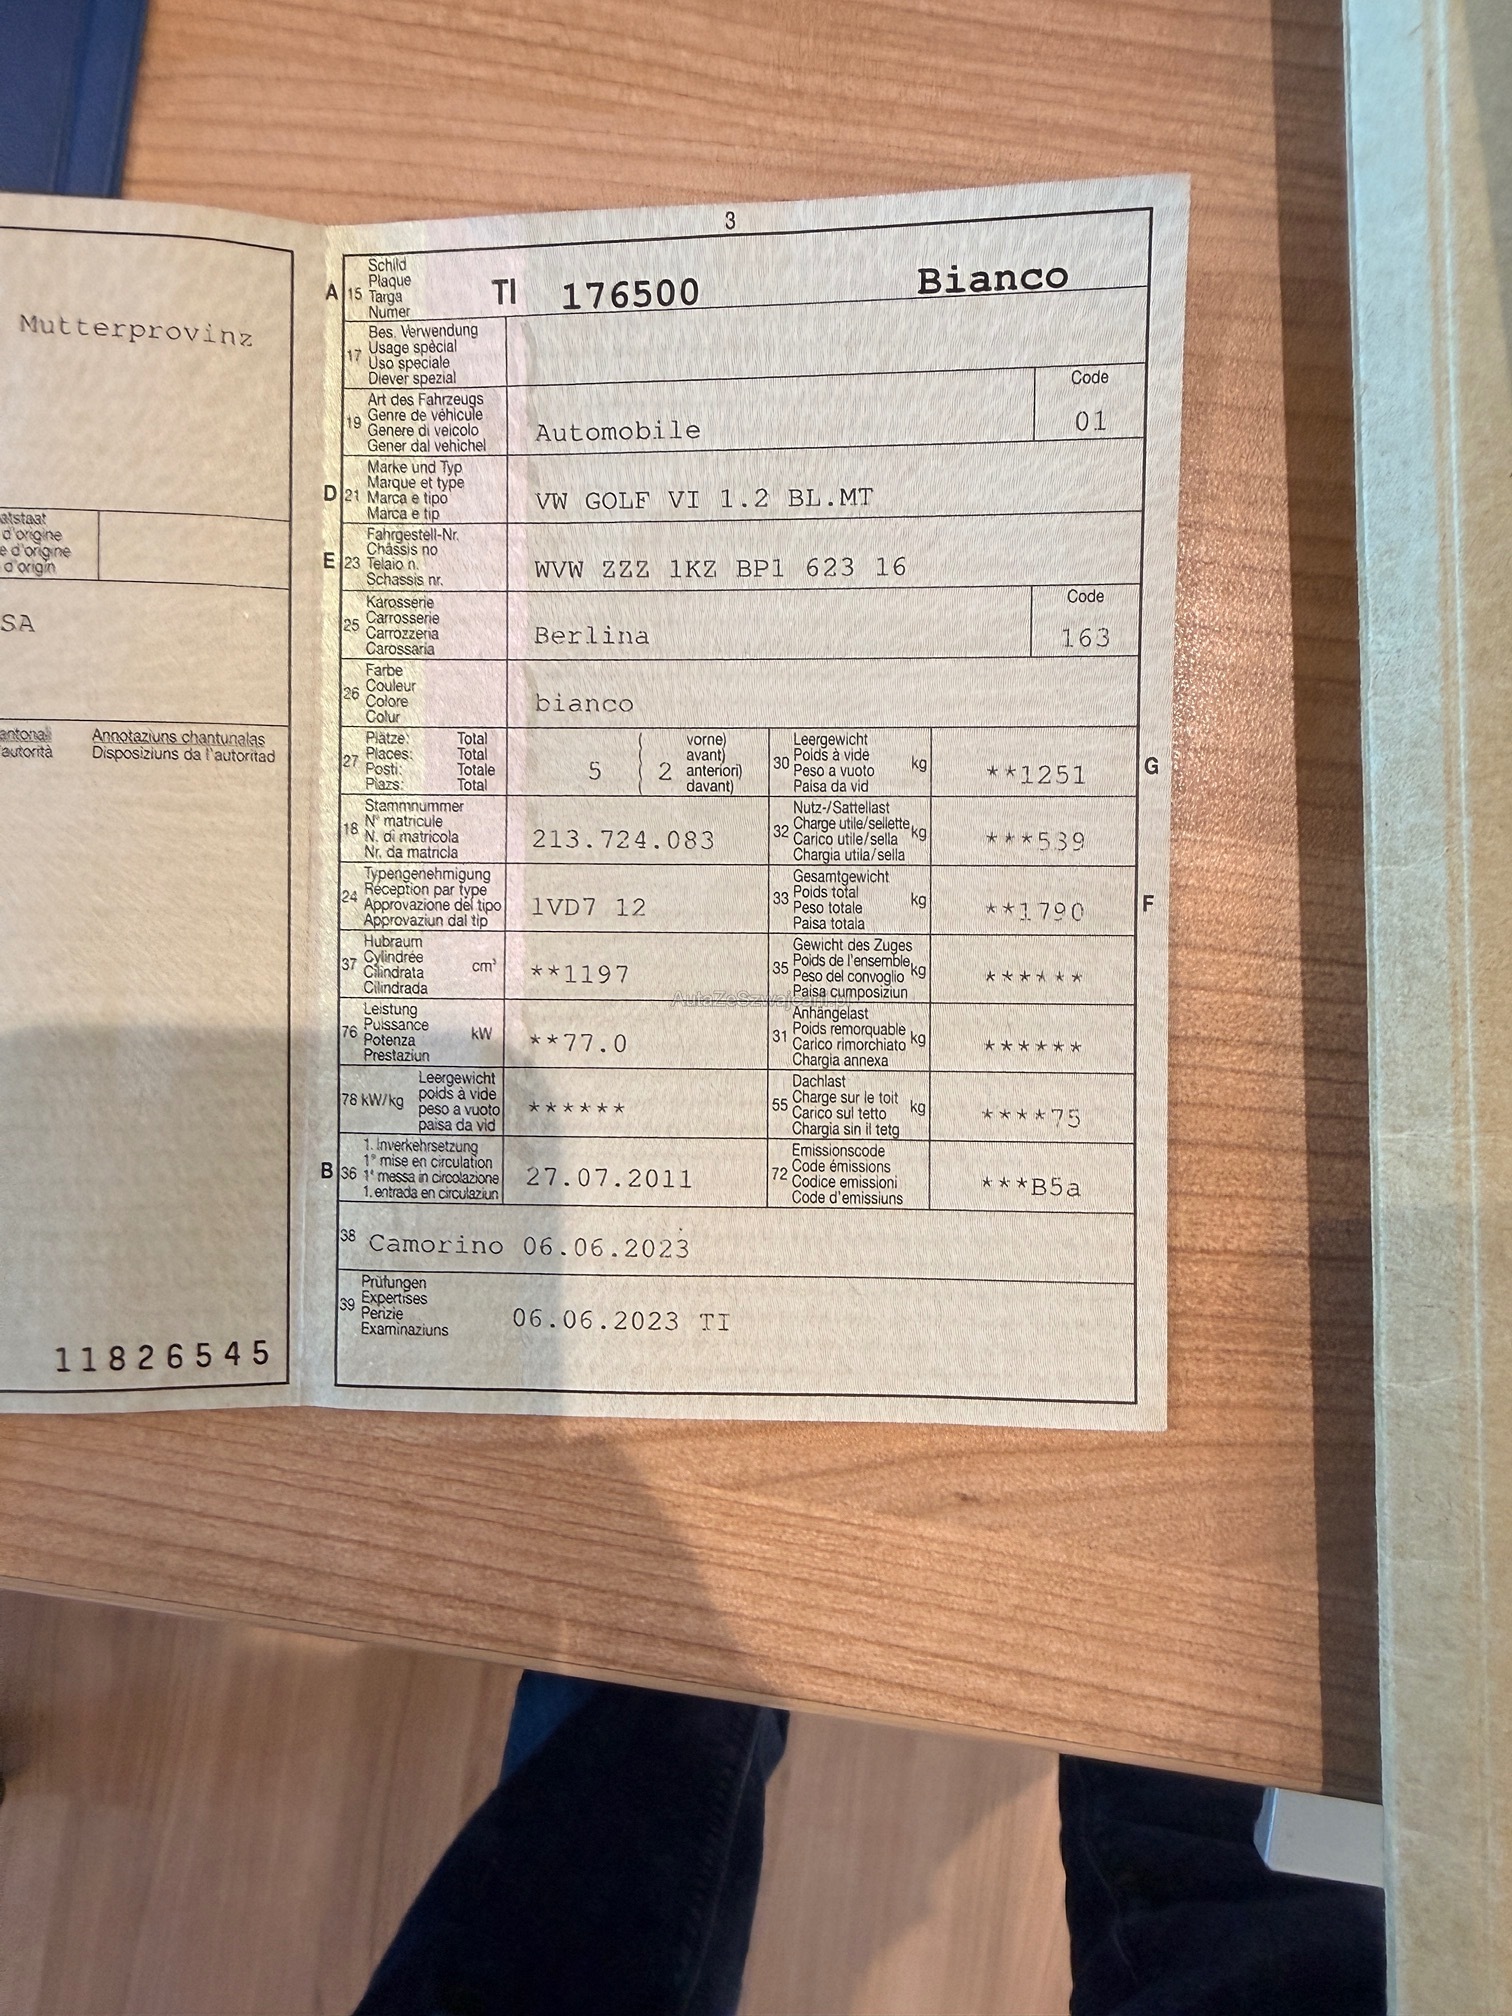 3
Mutterprovinz
atstaat
d'origine
e d'origine
d'origin
SA
antonali
autorità
Annotaziuns chantunalas
Disposiziuns da l'autoritad
11826545
A 15 Schild
Plaque
Targa
Numer
TI 176500 Bianco
17 Bes. Verwendung
Usage spécial
Uso speciale
Diever spezial
19 Art des Fahrzeugs
Genre de véhicule
Genere di veicolo
Gener dal vehichel
Automobile
Code
01
D 21 Marke und Typ
Marque et type
Marca e tipo
Marca e tip
VW GOLF VI 1.2 BL.MT
E 23 Fahrgestell-Nr.
Châssis no
Telaio n.
Schassis nr.
WVW ZZZ 1KZ BP1 623 16
25 Karosserie
Carrosserie
Carrozzeria
Carossaria
Berlina
Code
163
26 Farbe
Couleur
Colore
Colur
bianco
27 Plätze: Total
Places: Total
Posti: Totale
Plazs: Total
5 ( 2 vorne)
avant)
anteriori)
davant)
30 Leergewicht
Poids à vide
Peso a vuoto
Paisa da vid
kg
**1251
G
18 Stammnummer
N° matricule
N. di matricola
Nr. da matricla
213.724.083
32 Nutz-/Sattellast
Charge utile/sellette
Carico utile/sella
Chargia utila/sella
kg
***539
24 Typengenehmigung
Réception par type
Approvazione del tipo
Approvaziun dal tip
1VD7 12
33 Gesamtgewicht
Poids total
Peso totale
Paisa totala
kg
**1790
F
37 Hubraum
Cylindrée
Cilindrata
Cilindrada
cm³
**1197
35 Gewicht des Zuges
Poids de l'ensemble
Peso del convoglio
Paisa cumposiziun
kg
******
76 Leistung
Puissance
Potenza
Prestaziun
kW
**77.0
31 Anhängelast
Poids remorquable
Carico rimorchiato
Chargia annexa
kg
******
78 kW/kg
Leergewicht
poids à vide
peso a vuoto
paisa da vid
******
55 Dachlast
Charge sur le toit
Carico sul tetto
Chargia sin il tetg
kg
****75
B 36 1. Inverkehrsetzung
1° mise en circulation
1ª messa in circolazione
1. entrada en circulaziun
27.07.2011
72 Emissionscode
Code émissions
Codice emissioni
Code d'emissiuns
***B5a
38 Camorino 06.06.2023
39 Prüfungen
Expertises
Perizie
Examinaziuns
06.06.2023 TI